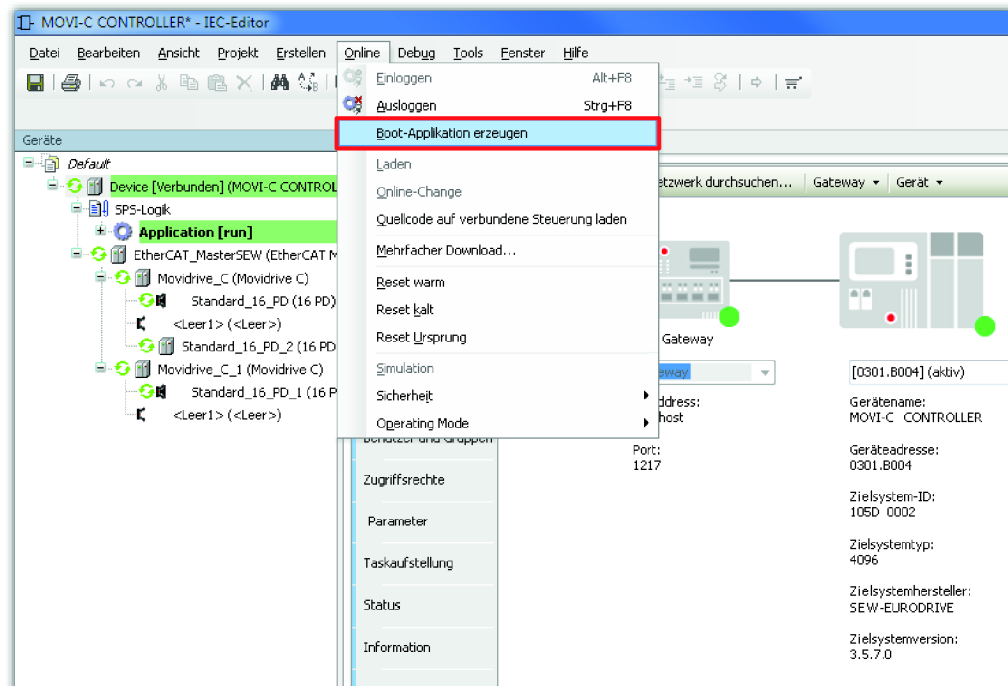 MOVI-C CONTROLLER* - IEC-Editor
Datei Bearbeiten Ansicht Projekt Erstellen Online Debug Tools Fenster Hilfe
Einloggen Alt+F8
Ausloggen Strg+F8
Boot-Applikation erzeugen
Laden
Online-Change
Quellcode auf verbundene Steuerung laden
Mehrfacher Download...
Reset warm
Reset kalt
Reset Ursprung
Simulation
Sicherheit
Operating Mode
Geräte
Default
Device [Verbunden] (MOVI-C CONTROL
SPS-Logik
Application [run]
EtherCAT_MasterSEW (EtherCAT M
Movidrive_C (Movidrive C)
Standard_16_PD (16 PD)
<Leer1> (<Leer>)
Standard_16_PD_2 (16 PD
Movidrive_C_1 (Movidrive C)
Standard_16_PD_1 (16 P
<Leer1> (<Leer>)
Benutzer und Gruppen
Zugriffsrechte
Parameter
Taskaufstellung
Status
Information
etzwerk durchsuchen... Gateway Gerät
Gateway
eway
ddress:
host
Port:
1217
[0301.B004] (aktiv)
Gerätename:
MOVI-C CONTROLLER
Geräteadresse:
0301.B004
Zielsystem-ID:
105D 0002
Zielsystemtyp:
4096
Zielsystemhersteller:
SEW-EURODRIVE
Zielsystemversion:
3.5.7.0